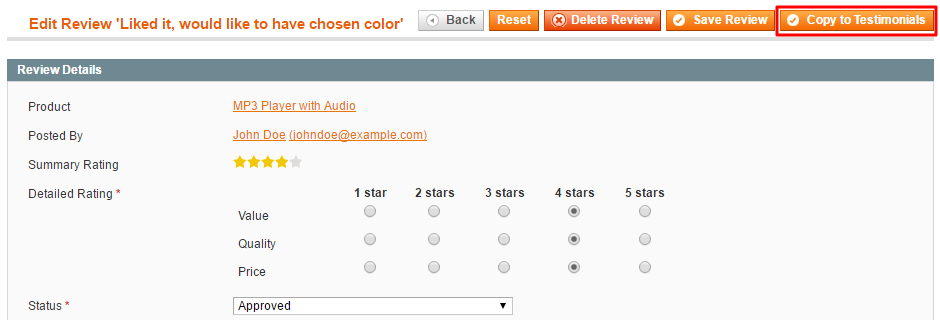 Edit Review 'Liked it, would like to have chosen color' Back Reset Delete Review Save Review Copy to Testimonials
Review Details
Product MP3 Player with Audio
Posted By John Doe (johndoe@example.com)
Summary Rating
Detailed Rating * 1 star 2 stars 3 stars 4 stars 5 stars
Value
Quality
Price
Status * Approved